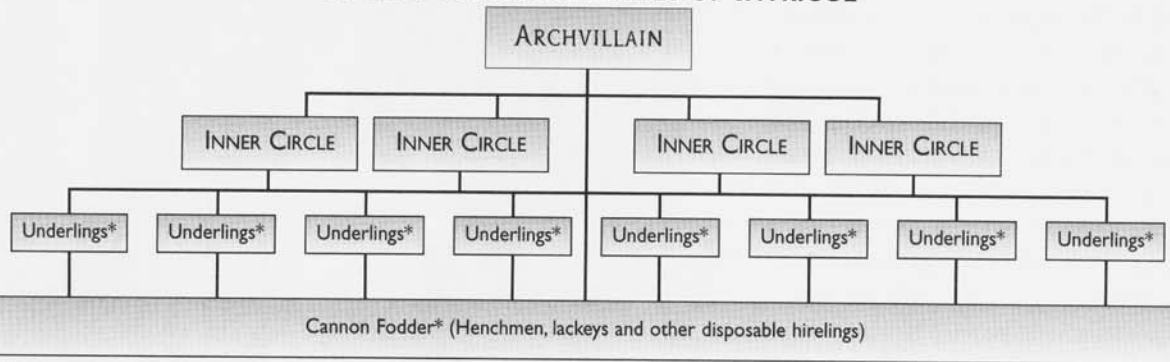 ARCHVILLAIN
INNER CIRCLE INNER CIRCLE INNER CIRCLE INNER CIRCLE
Underlings* Underlings* Underlings* Underlings* Underlings* Underlings* Underlings* Underlings*
Cannon Fodder* (Henchmen, lackeys and other disposable hirelings)